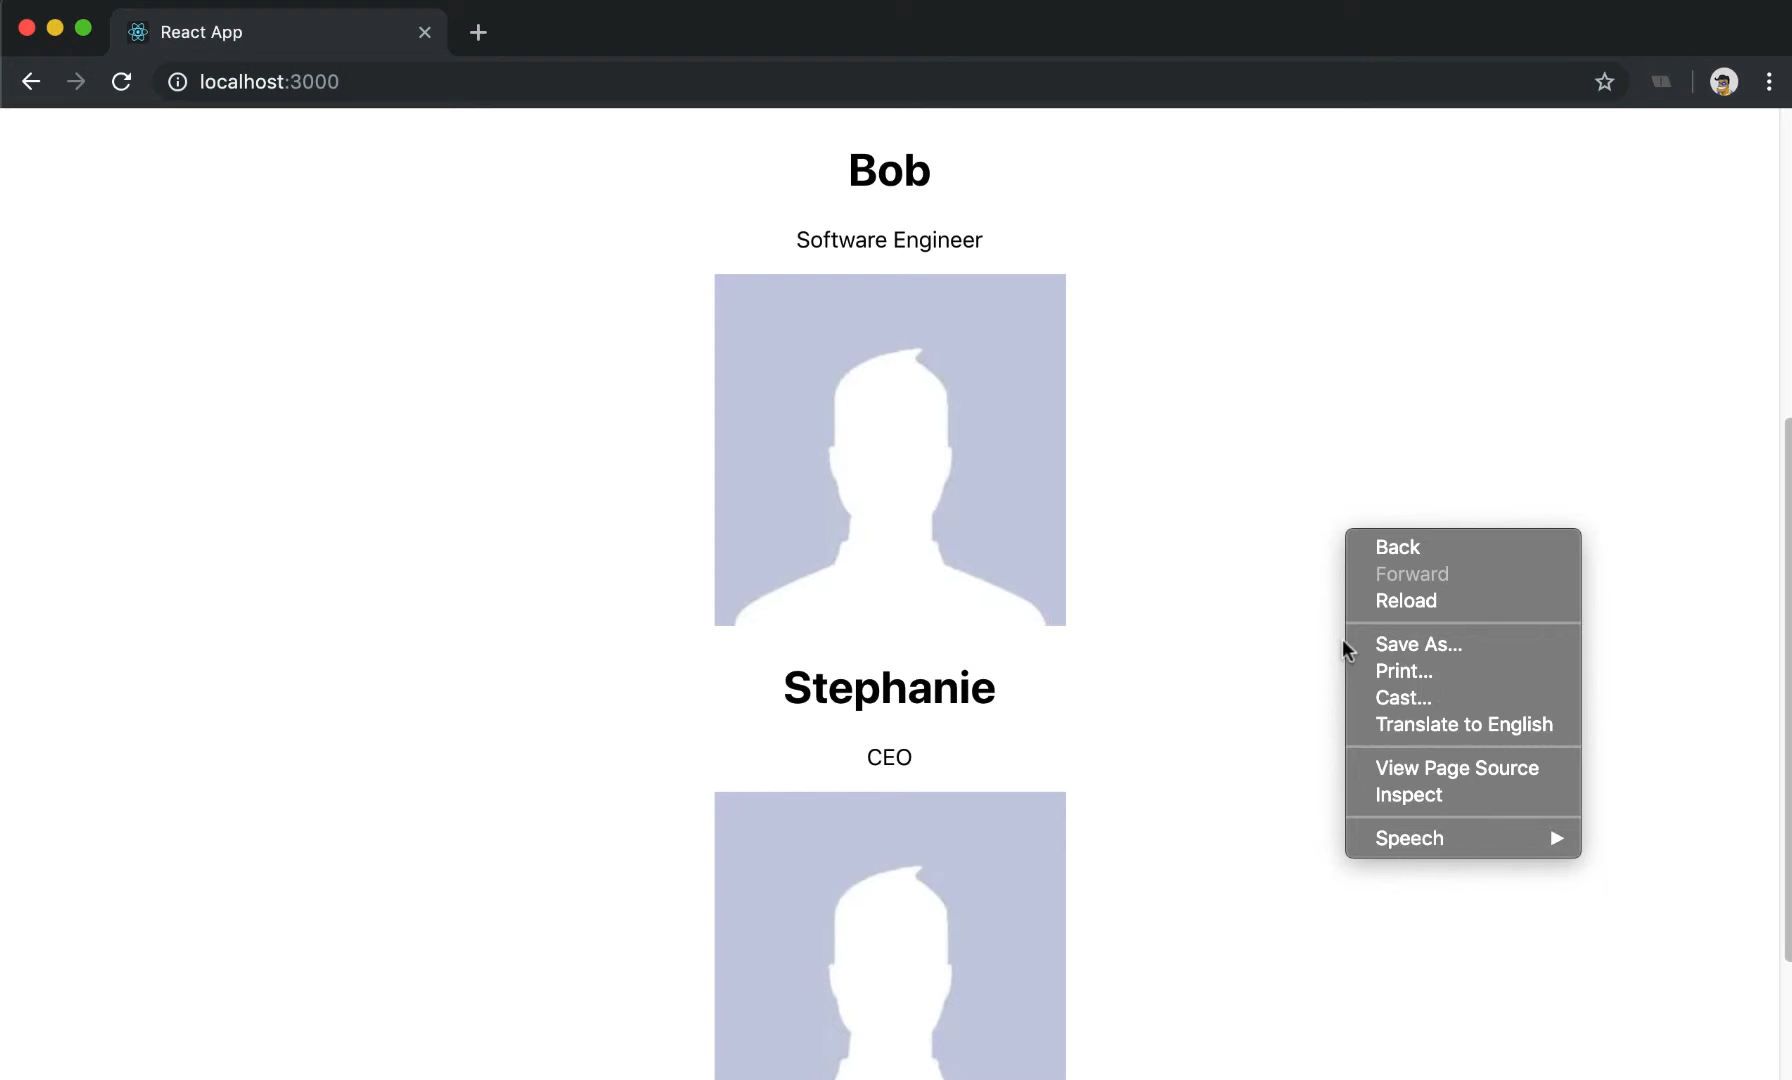 React App
localhost:3000
Bob
Software Engineer
Stephanie
CEO
Back
Forward
Reload
Save As...
Print...
Cast...
Translate to English
View Page Source
Inspect
Speech